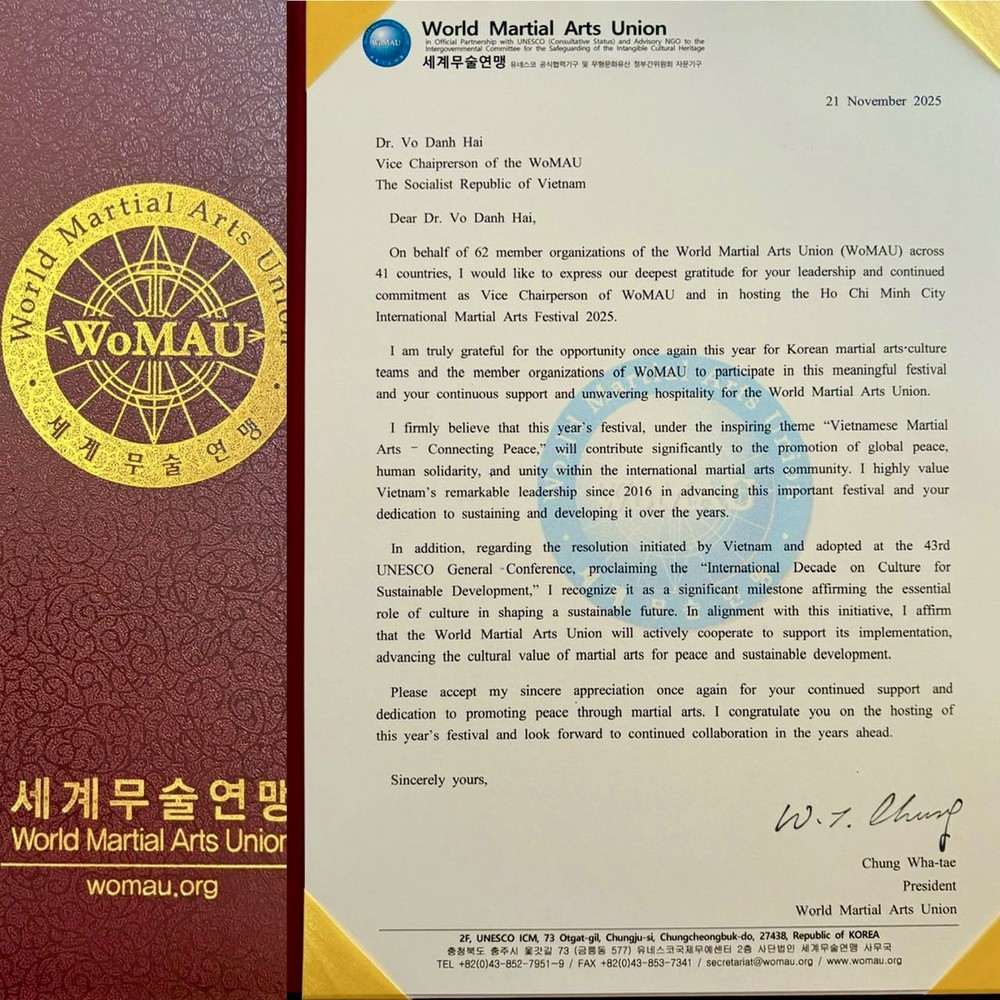 World Martial Arts Union
WoMAU
세계무술연맹
세계무술연맹
World Martial Arts Union
womau.org
WoMAU
World Martial Arts Union
in Official Partnership with UNESCO (Consultative Status) and Advisory NGO to the
Intergovernmental Committee for the Safeguarding of the Intangible Cultural Heritage
세계무술연맹 유네스코 공식협력기구 및 무형문화유산 정부간위원회 자문기구
21 November 2025
Dr. Vo Danh Hai
Vice Chaiprerson of the WoMAU
The Socialist Republic of Vietnam
Dear Dr. Vo Danh Hai,
On behalf of 62 member organizations of the World Martial Arts Union (WoMAU) across
41 countries, I would like to express our deepest gratitude for your leadership and continued
commitment as Vice Chairperson of WoMAU and in hosting the Ho Chi Minh City
International Martial Arts Festival 2025.
I am truly grateful for the opportunity once again this year for Korean martial arts·culture
teams and the member organizations of WoMAU to participate in this meaningful festival
and your continuous support and unwavering hospitality for the World Martial Arts Union.
I firmly believe that this year's festival, under the inspiring theme “Vietnamese Martial
Arts – Connecting Peace,” will contribute significantly to the promotion of global peace,
human solidarity, and unity within the international martial arts community. I highly value
Vietnam's remarkable leadership since 2016 in advancing this important festival and your
dedication to sustaining and developing it over the years.
In addition, regarding the resolution initiated by Vietnam and adopted at the 43rd
UNESCO General Conference, proclaiming the “International Decade on Culture for
Sustainable Development,” I recognize it as a significant milestone affirming the essential
role of culture in shaping a sustainable future. In alignment with this initiative, I affirm
that the World Martial Arts Union will actively cooperate to support its implementation,
advancing the cultural value of martial arts for peace and sustainable development.
Please accept my sincere appreciation once again for your continued support and
dedication to promoting peace through martial arts. I congratulate you on the hosting of
this year's festival and look forward to continued collaboration in the years ahead.
Sincerely yours,
W. T. Chung
Chung Wha-tae
President
World Martial Arts Union
2F, UNESCO ICM, 73 Otgat-gil, Chungju-si, Chungcheongbuk-do, 27438, Republic of KOREA
충청북도 충주시 옻갓길 73 (금릉동 577) 유네스코국제무예센터 2층 사단법인 세계무술연맹 사무국
TEL +82(0)43-852-7951~9 / FAX +82(0)43-853-7341 / secretariat@womau.org / www.womau.org